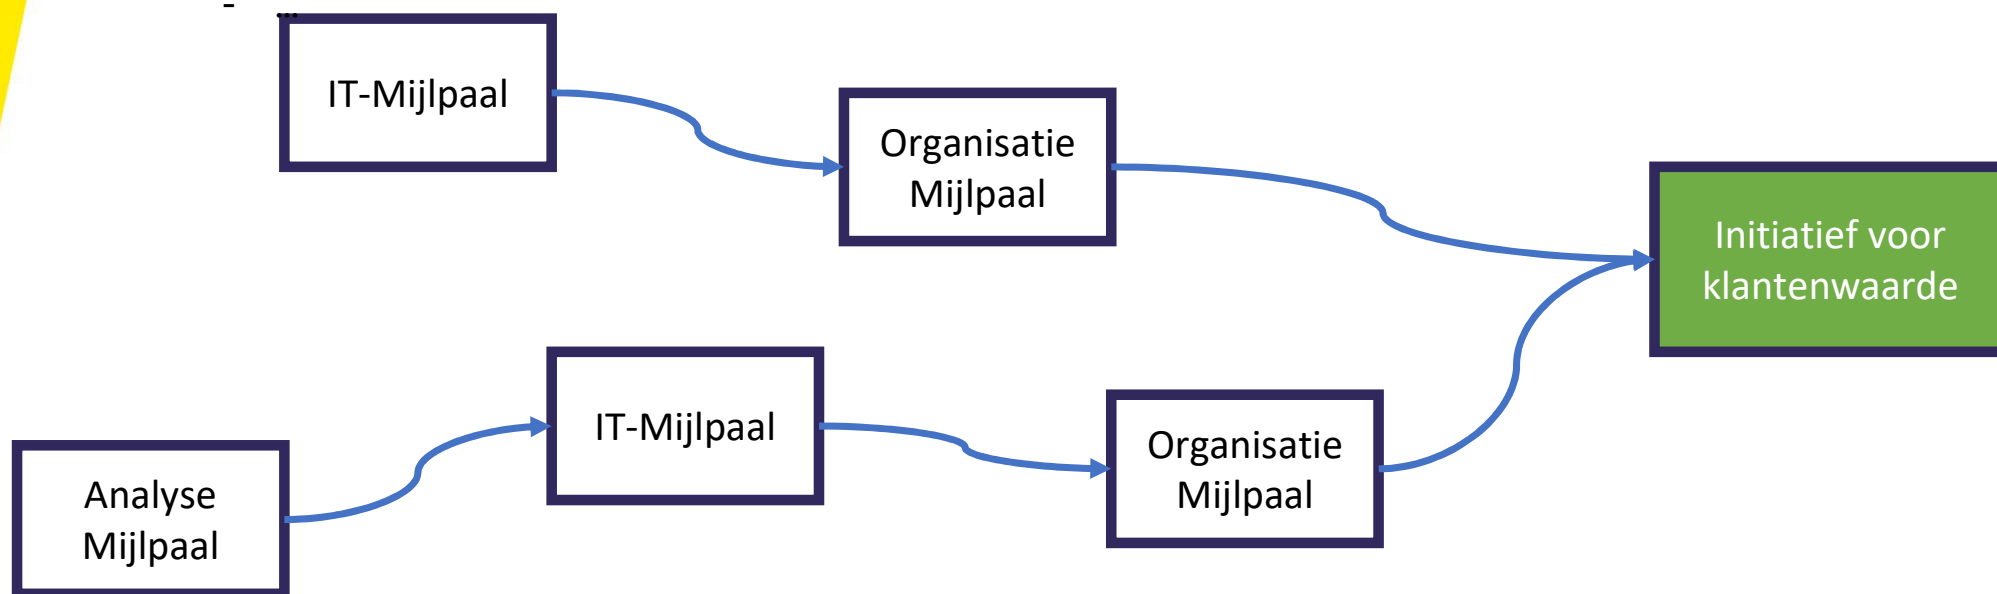 - ...
IT-Mijlpaal
Organisatie
Mijlpaal
Initiatief voor
klantenwaarde
IT-Mijlpaal
Organisatie
Mijlpaal
Analyse
Mijlpaal